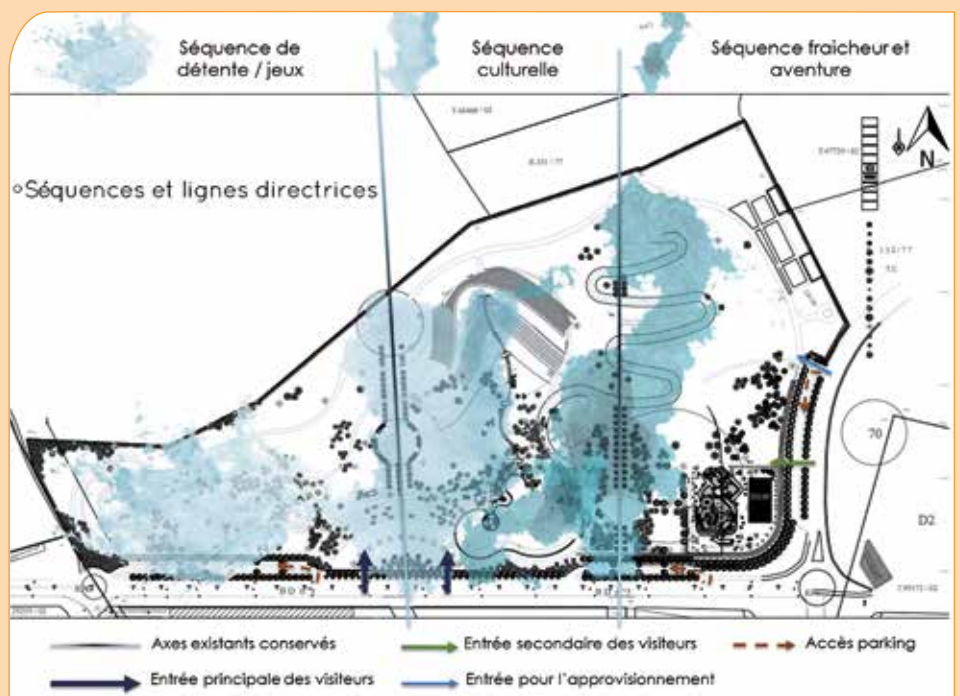 Séquence de
détente / jeux
Séquence
culturelle
Séquence fraicheur et
aventure
N
Séquences et lignes directrices
70
D2
Axes existants conservés
Entrée secondaire des visiteurs
Accès parking
Entrée principale des visiteurs
Entrée pour l'approvisionnement